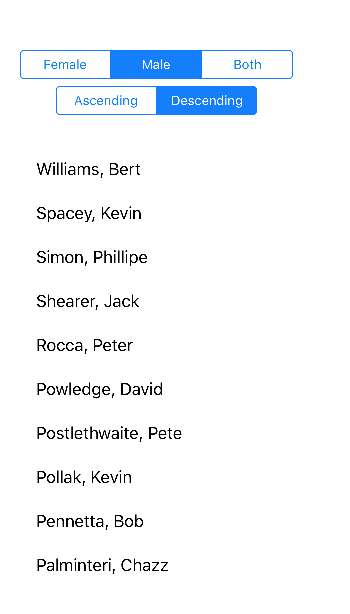 Female Male Both
Ascending Descending
Williams, Bert
Spacey, Kevin
Simon, Phillipe
Shearer, Jack
Rocca, Peter
Powledge, David
Postlethwaite, Pete
Pollak, Kevin
Pennetta, Bob
Palminteri, Chazz